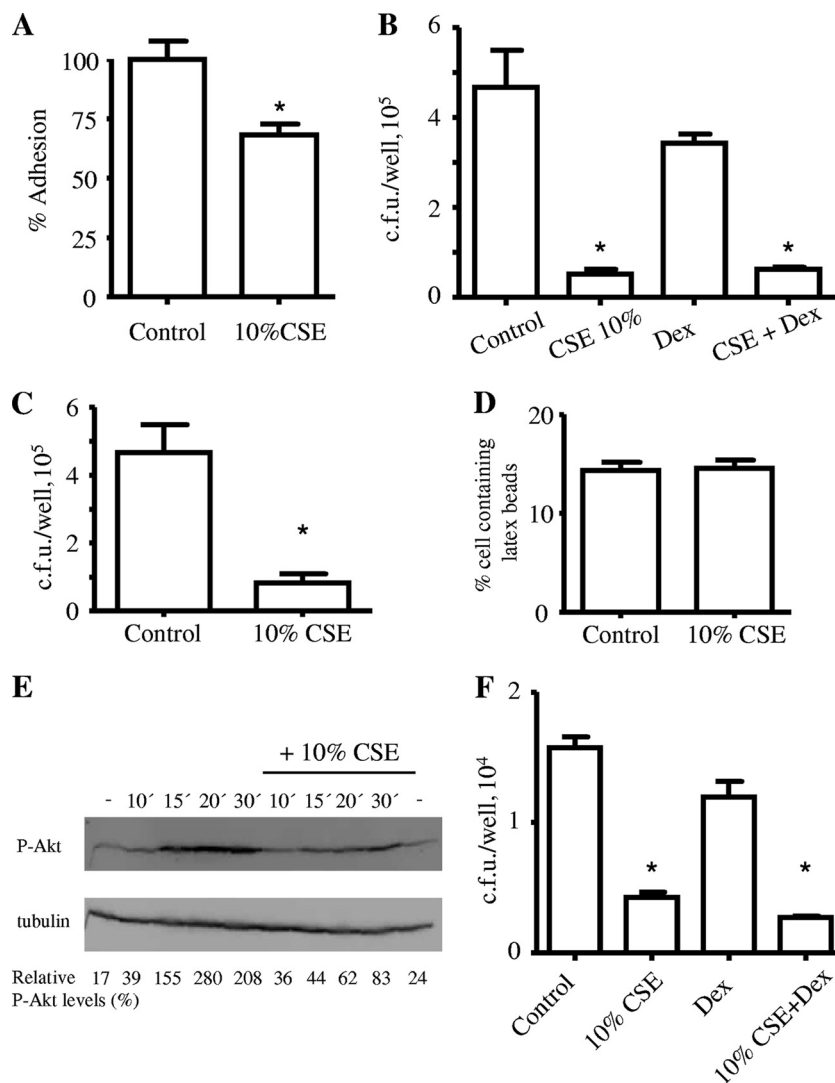 A
% Adhesion
100
75
50
25
0
*
Control 10%CSE
B
c.f.u./well, 10⁵
6
4
2
0
* *
Control CSE 10% Dex CSE + Dex
C
c.f.u./well, 10⁵
6
4
2
0
*
Control 10% CSE
D
% cell containing
latex beads
20
10
0
Control 10% CSE
E
+ 10% CSE
- 10´ 15´ 20´ 30´ 10´ 15´ 20´ 30´ -
P-Akt
tubulin
Relative 17 39 155 280 208 36 44 62 83 24
P-Akt levels (%)
F
c.f.u./well, 10⁴
2
1
0
* *
Control 10% CSE Dex 10% CSE+Dex